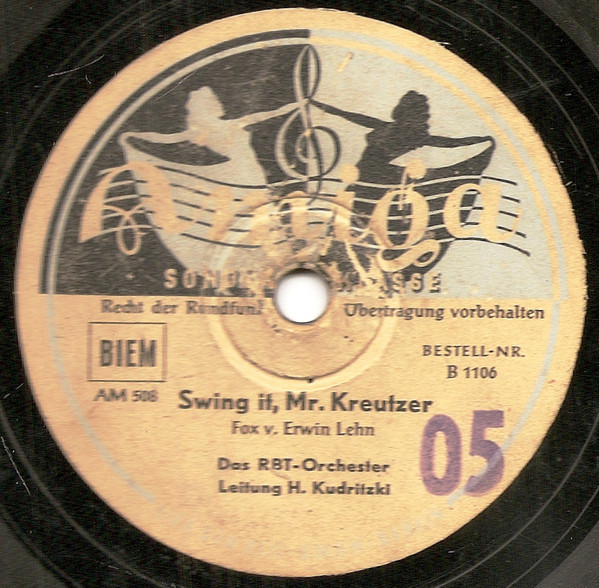 Amiga
SONDERKLASSE
Recht der Rundfunk Übertragung vorbehalten
BIEM
BESTELL-NR.
B 1106
AM 508
Swing it, Mr. Kreutzer
Fox v. Erwin Lehn
Das RBT-Orchester
Leitung H. Kudritzki
05